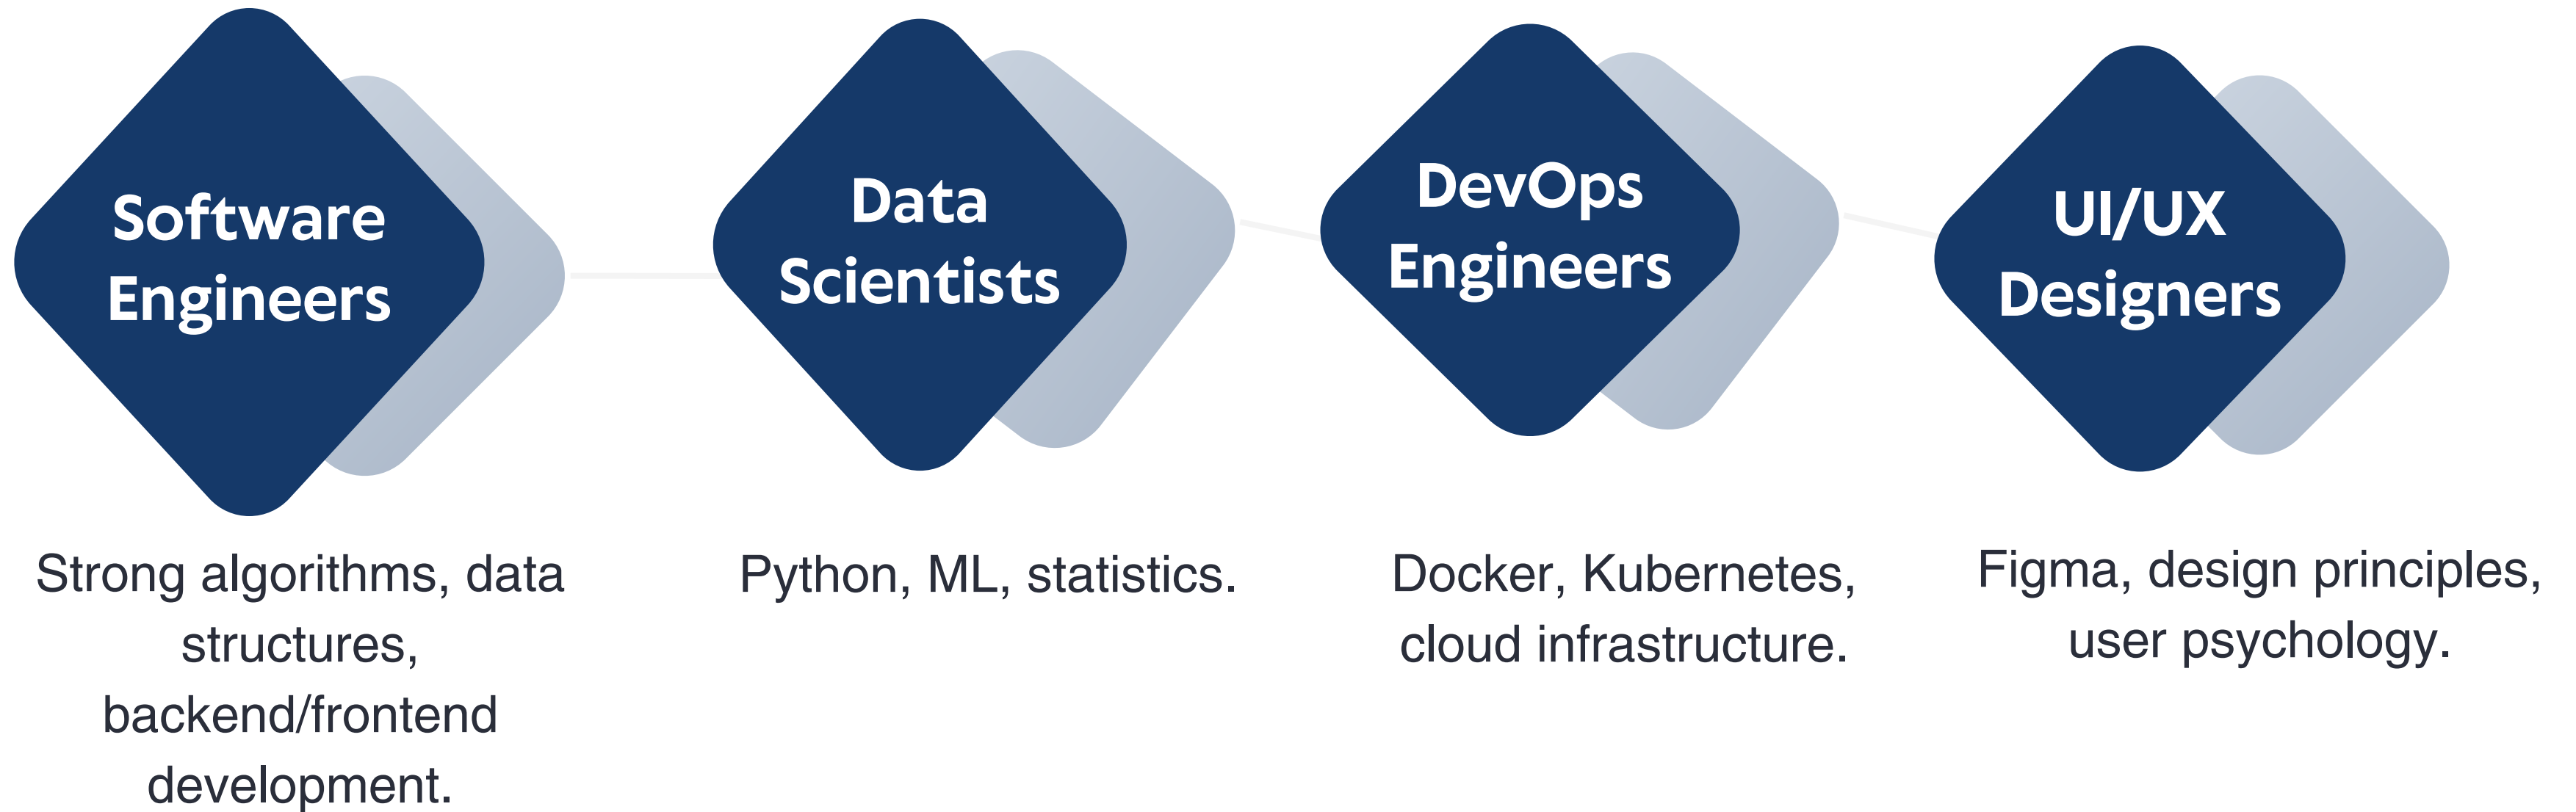 Software
Engineers
Strong algorithms, data
structures,
backend/frontend
development.
Data
Scientists
Python, ML, statistics.
DevOps
Engineers
Docker, Kubernetes,
cloud infrastructure.
UI/UX
Designers
Figma, design principles,
user psychology.